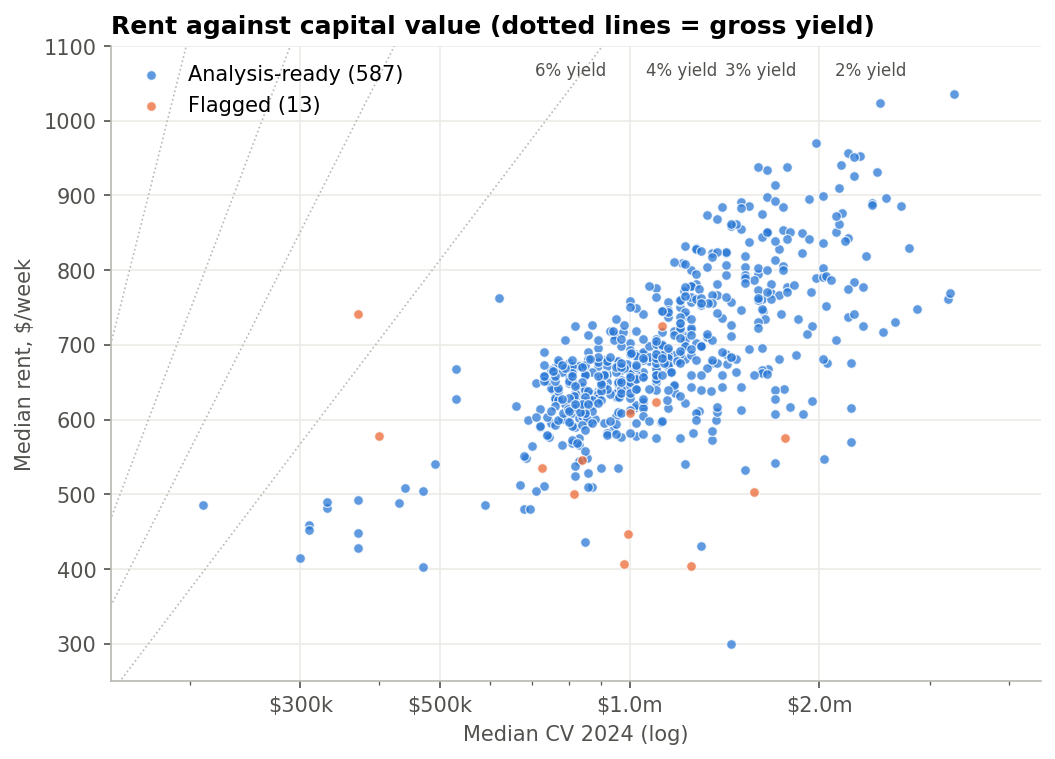 Rent against capital value (dotted lines = gross yield)
Analysis-ready (587)
Flagged (13)
6% yield
4% yield
3% yield
2% yield
1100
1000
900
800
700
600
500
400
300
Median rent, $/week
$300k
$500k
$1.0m
$2.0m
Median CV 2024 (log)